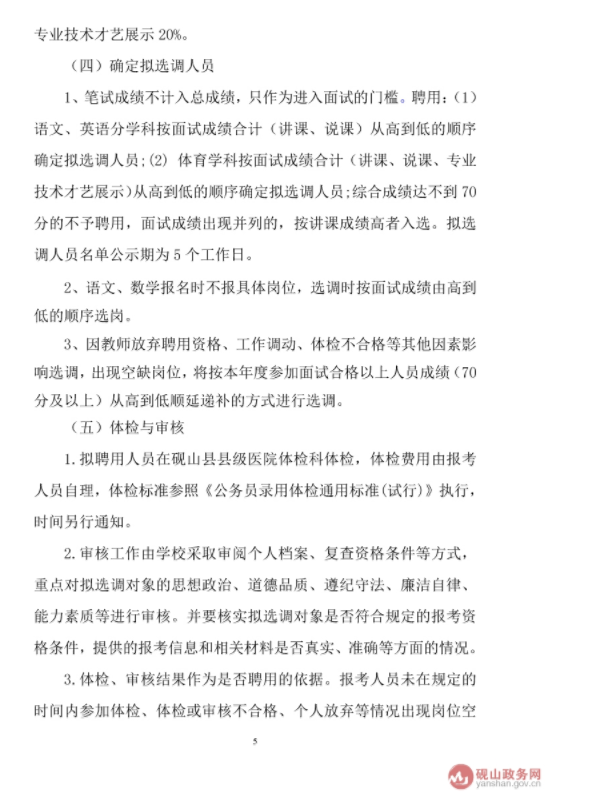 专业技术才艺展示 20%。
（四）确定拟选调人员
1、笔试成绩不计入总成绩，只作为进入面试的门槛。聘用：（1）
语文、英语分学科按面试成绩合计（讲课、说课）从高到低的顺序
确定拟选调人员；(2) 体育学科按面试成绩合计（讲课、说课、专业
技术才艺展示）从高到低的顺序确定拟选调人员；综合成绩达不到 70
分的不予聘用，面试成绩出现并列的，按讲课成绩高者入选。拟选
调人员名单公示期为 5 个工作日。
2、语文、数学报名时不报具体岗位，选调时按面试成绩由高到
低的顺序选岗。
3、因教师放弃聘用资格、工作调动、体检不合格等其他因素影
响选调，出现空缺岗位，将按本年度参加面试合格以上人员成绩（70
分及以上）从高到低顺延递补的方式进行选调。
（五）体检与审核
1.拟聘用人员在砚山县县级医院体检科体检，体检费用由报考
人员自理，体检标准参照《公务员录用体检通用标准(试行)》执行，
时间另行通知。
2.审核工作由学校采取审阅个人档案、复查资格条件等方式，
重点对拟选调对象的思想政治、道德品质、遵纪守法、廉洁自律、
能力素质等进行审核。并要核实拟选调对象是否符合规定的报考资
格条件，提供的报考信息和相关材料是否真实、准确等方面的情况。
3.体检、审核结果作为是否聘用的依据。报考人员未在规定的
时间内参加体检、体检或审核不合格、个人放弃等情况出现岗位空
5
砚山政务网
yanshan.gov.cn